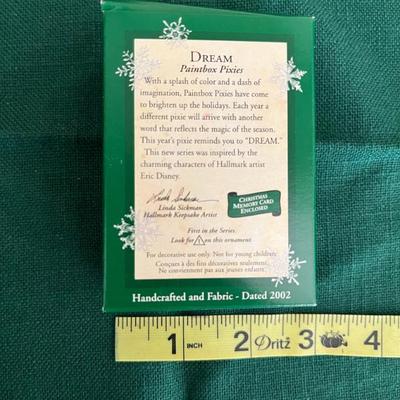 DREAM
Paintbox Pixies
With a splash of color and a dash of
imagination, Paintbox Pixies have come
to brighten up the holidays. Each year a
different pixie will arrive with another
word that reflects the magic of the season.
This year's pixie reminds you to "DREAM."
This new series was inspired by the
charming characters of Hallmark artist
Eric Disney.
Linda Sickman
Linda Sickman
Hallmark Keepsake Artist
CHRISTMAS
MEMORY CARD
ENCLOSED
First in the Series.
Look for 1 on this ornament.
For decorative use only. Not for young children.
Conçues à des fins décoratives seulement.
Ne conviennent pas aux jeunes enfants.
Handcrafted and Fabric - Dated 2002
1 INCH 2 Dritz 3 4